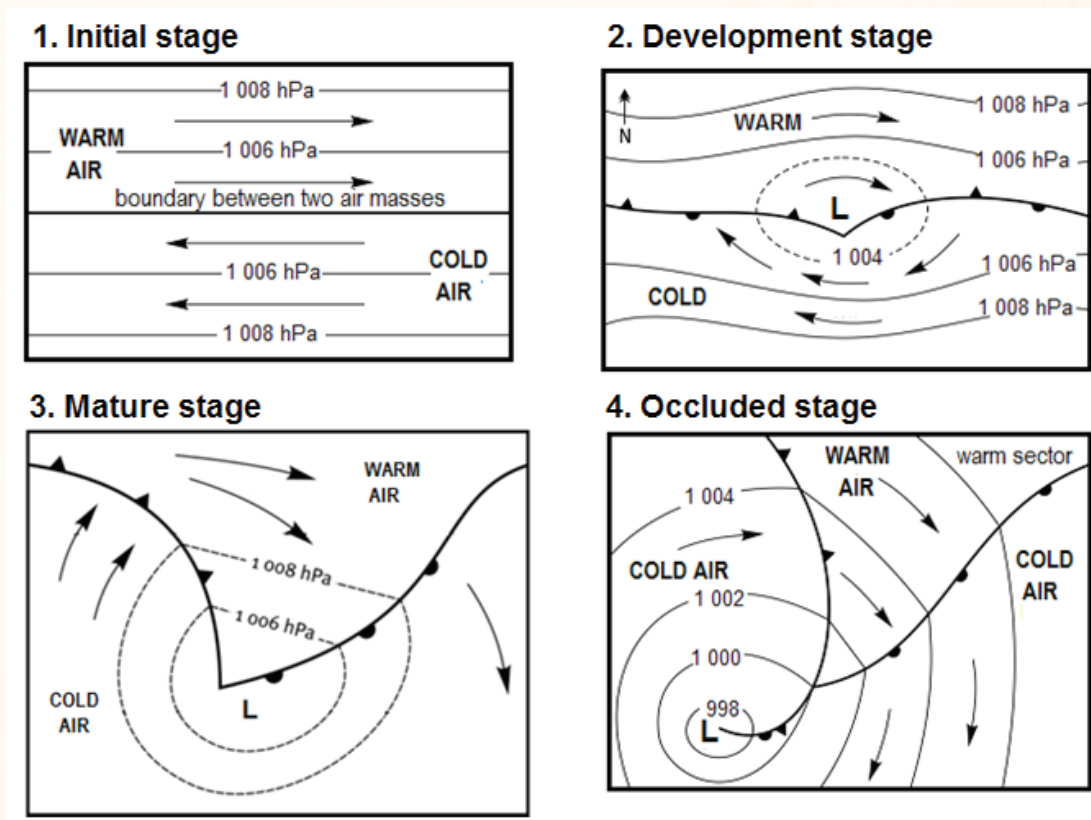 1. Initial stage
1 008 hPa
WARM
AIR
1 006 hPa
boundary between two air masses
1 006 hPa
COLD
AIR
1 008 hPa
2. Development stage
N
WARM
1 008 hPa
1 006 hPa
L
1 004
1 006 hPa
COLD
1 008 hPa
3. Mature stage
WARM
AIR
1 008 hPa
1 006 hPa
COLD
AIR
L
4. Occluded stage
WARM
AIR
warm sector
1 004
COLD AIR
COLD
AIR
1 002
1 000
998
L